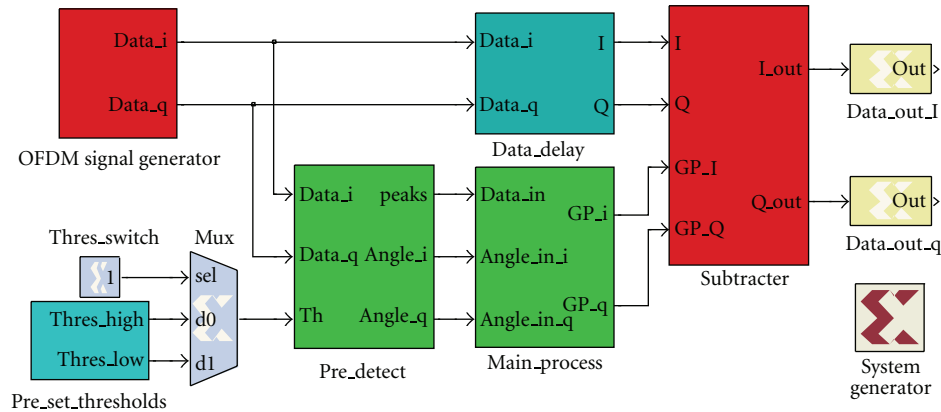 Data_i
Data_q
OFDM signal generator
Data_i
Data_q
I
Q
Data_delay
I
Q
GP_I
GP_Q
I_out
Q_out
Subtracter
Out
Data_out_I
Out
Data_out_q
Data_i
Data_q
Th
peaks
Angle_i
Angle_q
Pre_detect
Data_in
Angle_in_i
Angle_in_q
GP_i
GP_q
Main_process
Thres_switch
1
Mux
sel
d0
d1
Thres_high
Thres_low
Pre_set_thresholds
System
generator